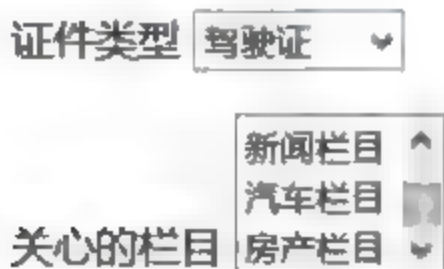 证件类型 驾驶证
新闻栏目
汽车栏目
关心的栏目 房产栏目